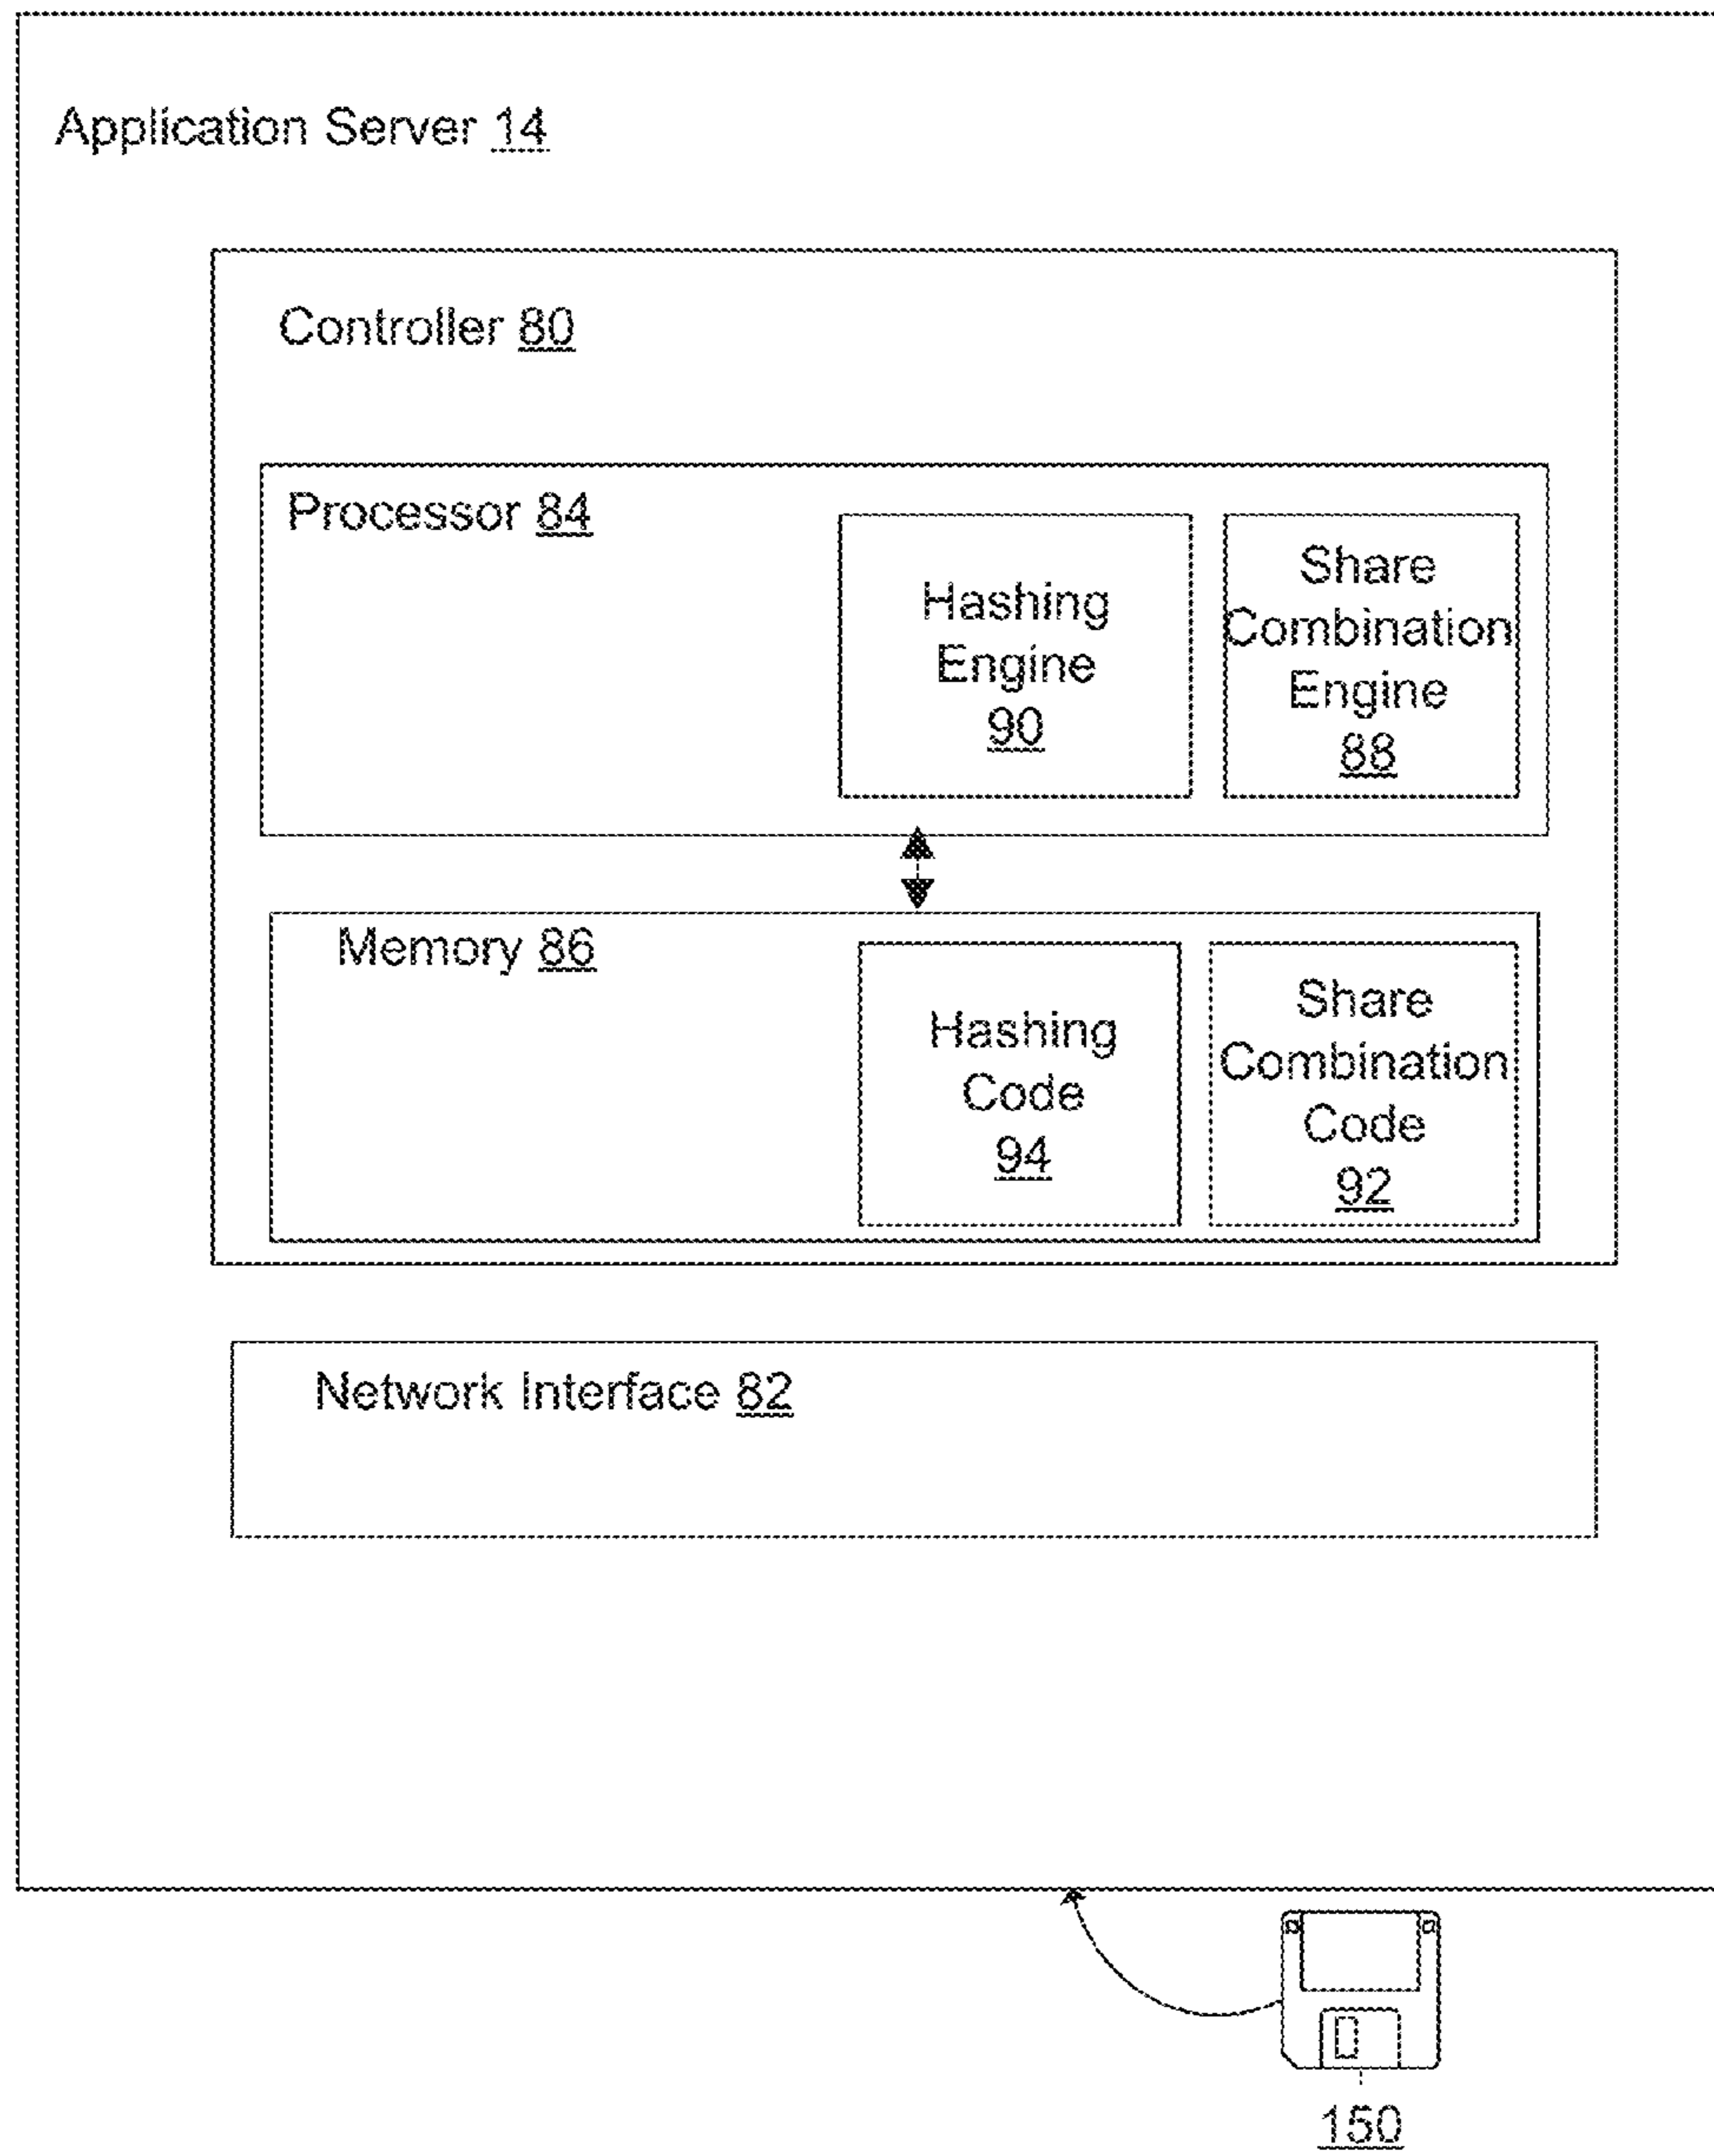 Application Server 14
Controller 80
Processor 84
Hashing
Engine
90
Share
Combination
Engine
88
Memory 86
Hashing
Code
94
Share
Combination
Code
92
Network Interface 82
150